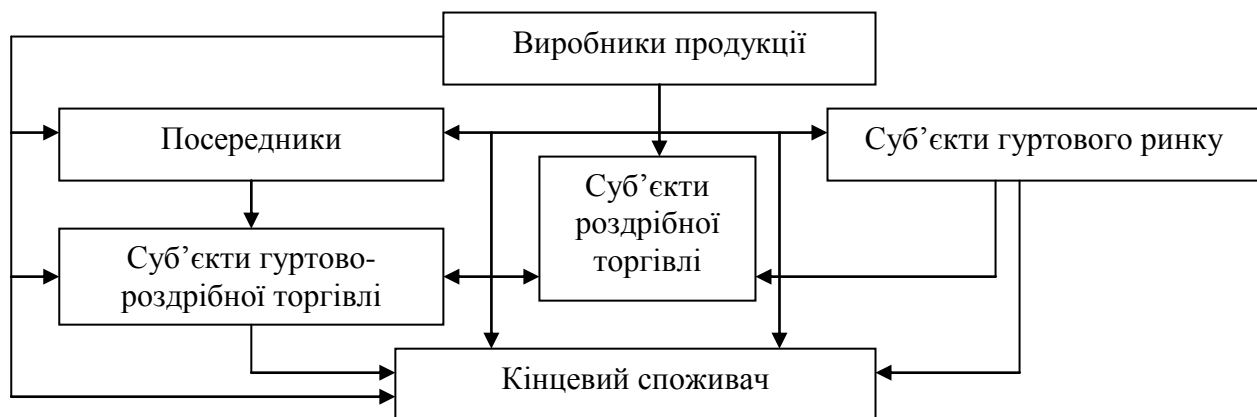 Виробники продукції
Посередники
Суб’єкти гуртового ринку
Суб’єкти
роздрібної
торгівлі
Суб’єкти гуртово-
роздрібної торгівлі
Кінцевий споживач